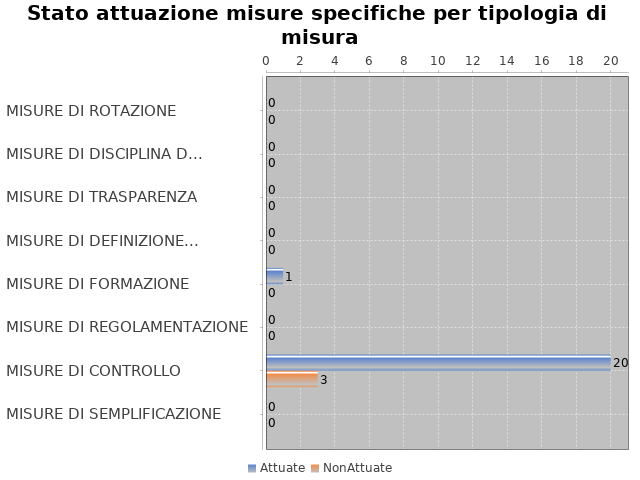 Stato attuazione misure specifiche per tipologia di
misura
0 2 4 6 8 10 12 14 16 18 20
MISURE DI ROTAZIONE 0
0
MISURE DI DISCIPLINA D... 0
0
MISURE DI TRASPARENZA 0
0
MISURE DI DEFINIZIONE... 0
0
MISURE DI FORMAZIONE 1
0
MISURE DI REGOLAMENTAZIONE 0
0
MISURE DI CONTROLLO 20
3
MISURE DI SEMPLIFICAZIONE 0
0
Attuate NonAttuate